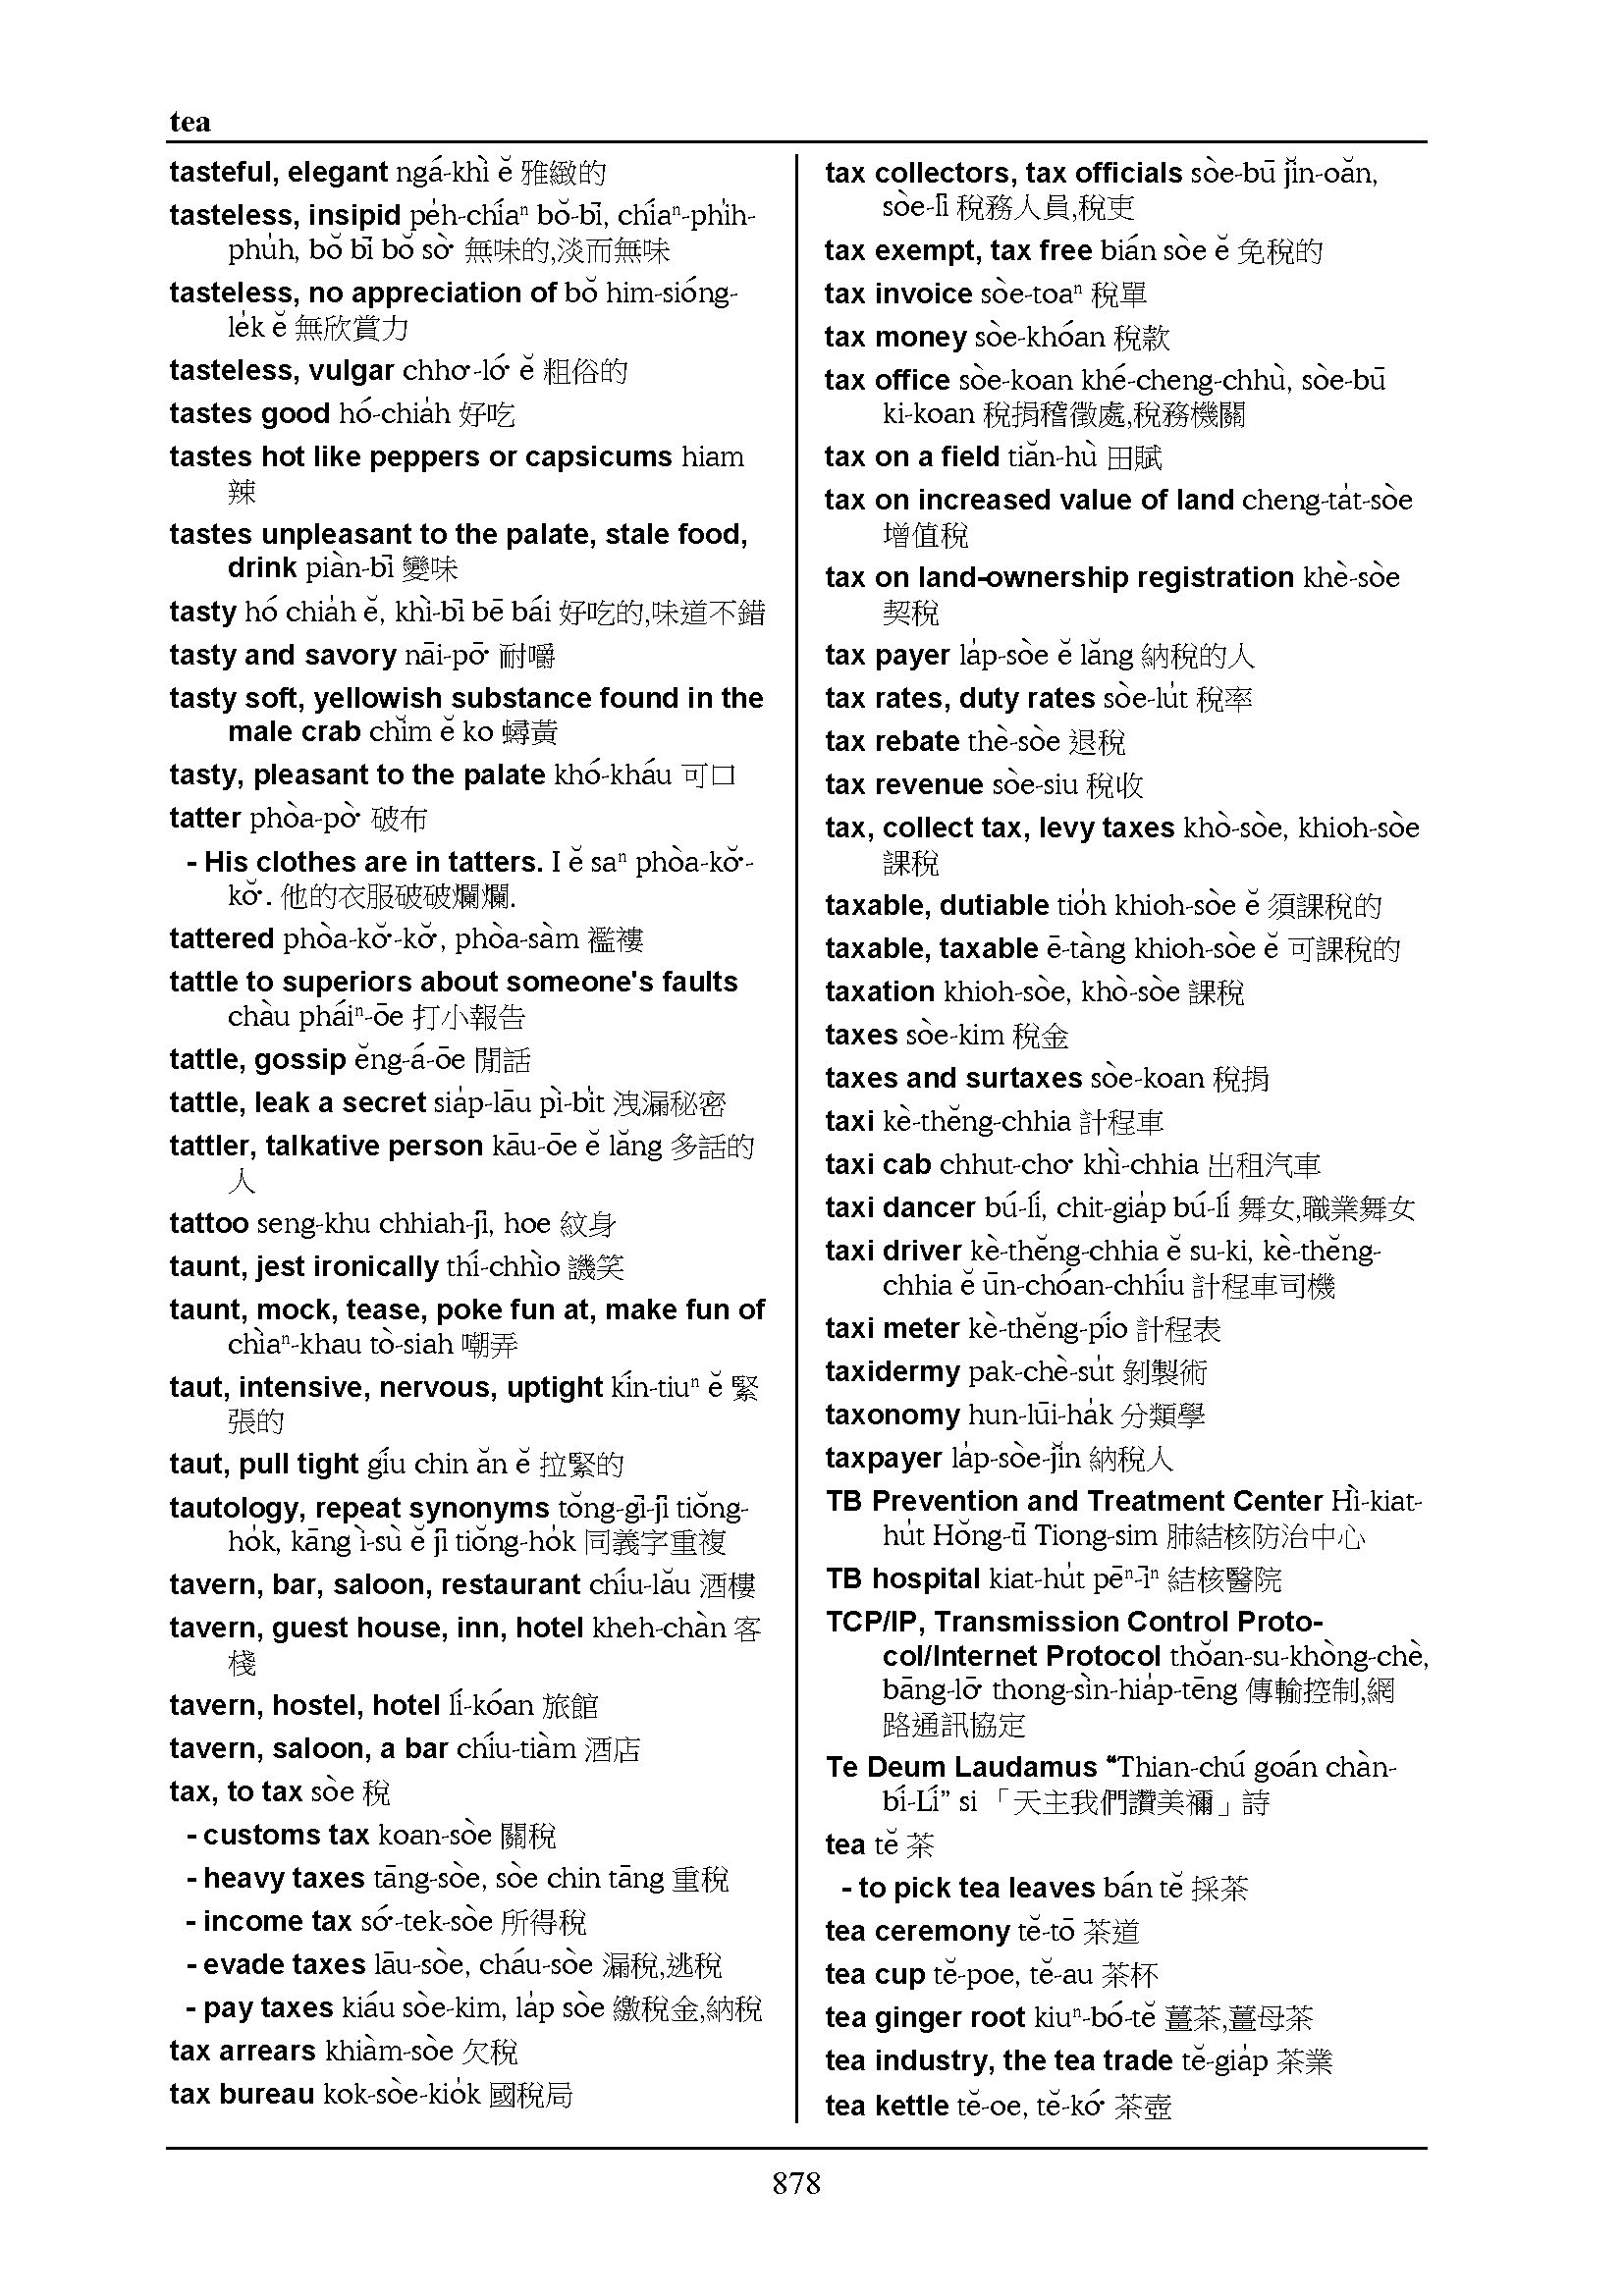 tea
tasteful, elegant ngá-khì ĕ 雅緻的
tasteless, insipid pe̍h-chíaⁿ bŏ-bī, chíaⁿ-phi̍h-
phu̍h, bŏ bī bŏ sò͘ 無味的,淡而無味
tasteless, no appreciation of bŏ him-sióng-
le̍k ĕ 無欣賞力
tasteless, vulgar chho͘-ló͘ ĕ 粗俗的
tastes good hó-chia̍h 好吃
tastes hot like peppers or capsicums hiam
辣
tastes unpleasant to the palate, stale food,
drink piàn-bī 變味
tasty hó chia̍h ĕ, khì-bī bē bái 好吃的,味道不錯
tasty and savory nāi-pō͘ 耐嚼
tasty soft, yellowish substance found in the
male crab chĭm ĕ ko 蟳黃
tasty, pleasant to the palate khó-kháu 可口
tatter phòa-pò͘ 破布
- His clothes are in tatters. I ĕ saⁿ phòa-kŏ͘-
kŏ͘. 他的衣服破破爛爛.
tattered phòa-kŏ͘-kŏ͘, phòa-sàm 襤褸
tattle to superiors about someone's faults
chàu pháiⁿ-ōe 打小報告
tattle, gossip ĕng-á-ōe 閒話
tattle, leak a secret sia̍p-lāu pì-bi̍t 洩漏秘密
tattler, talkative person kāu-ōe ĕ lăng 多話的
人
tattoo seng-khu chhiah-jī, hoe 紋身
taunt, jest ironically thí-chhìo 譏笑
taunt, mock, tease, poke fun at, make fun of
chìaⁿ-khau tò-siah 嘲弄
taut, intensive, nervous, uptight kín-tiuⁿ ĕ 緊
張的
taut, pull tight gíu chin ăn ĕ 拉緊的
tautology, repeat synonyms tŏng-gī-jī tiŏng-
ho̍k, kāng ì-sù ĕ jī tiŏng-ho̍k 同義字重複
tavern, bar, saloon, restaurant chíu-lău 酒樓
tavern, guest house, inn, hotel kheh-chàn 客
棧
tavern, hostel, hotel lí-kóan 旅館
tavern, saloon, a bar chíu-tiàm 酒店
tax, to tax sòe 稅
- customs tax koan-sòe 關稅
- heavy taxes tāng-sòe, sòe chin tāng 重稅
- income tax só͘-tek-sòe 所得稅
- evade taxes lāu-sòe, cháu-sòe 漏稅,逃稅
- pay taxes kiáu sòe-kim, la̍p sòe 繳稅金,納稅
tax arrears khiàm-sòe 欠稅
tax bureau kok-sòe-kio̍k 國稅局
tax collectors, tax officials sòe-bū jĭn-oăn,
sòe-lī 稅務人員,稅吏
tax exempt, tax free bián sòe ĕ 免稅的
tax invoice sòe-toaⁿ 稅單
tax money sòe-khóan 稅款
tax office sòe-koan khé-cheng-chhù, sòe-bū
ki-koan 稅捐稽徵處,稅務機關
tax on a field tiăn-hù 田賦
tax on increased value of land cheng-ta̍t-sòe
增值稅
tax on land-ownership registration khè-sòe
契稅
tax payer la̍p-sòe ĕ lăng 納稅的人
tax rates, duty rates sòe-lu̍t 稅率
tax rebate thè-sòe 退稅
tax revenue sòe-siu 稅收
tax, collect tax, levy taxes khò-sòe, khioh-sòe
課稅
taxable, dutiable tio̍h khioh-sòe ĕ 須課稅的
taxable, taxable ē-tàng khioh-sòe ĕ 可課稅的
taxation khioh-sòe, khò-sòe 課稅
taxes sòe-kim 稅金
taxes and surtaxes sòe-koan 稅捐
taxi kè-thĕng-chhia 計程車
taxi cab chhut-cho͘ khì-chhia 出租汽車
taxi dancer bú-lí, chit-gia̍p bú-lí 舞女,職業舞女
taxi driver kè-thĕng-chhia ĕ su-ki, kè-thĕng-
chhia ĕ ūn-chóan-chhíu 計程車司機
taxi meter kè-thĕng-pío 計程表
taxidermy pak-chè-su̍t 剝製術
taxonomy hun-lūi-ha̍k 分類學
taxpayer la̍p-sòe-jĭn 納稅人
TB Prevention and Treatment Center Hì-kiat-
hu̍t Hŏng-tī Tiong-sim 肺結核防治中心
TB hospital kiat-hu̍t pēⁿ-īⁿ 結核醫院
TCP/IP, Transmission Control Proto-
col/Internet Protocol thŏan-su-khòng-chè,
bāng-lō͘ thong-sìn-hia̍p-tēng 傳輸控制,網
路通訊協定
Te Deum Laudamus “Thian-chú goán chàn-
bí-Lí” si 「天主我們讚美禰」詩
tea tĕ 茶
- to pick tea leaves bán tĕ 採茶
tea ceremony tĕ-tō 茶道
tea cup tĕ-poe, tĕ-au 茶杯
tea ginger root kiuⁿ-bó-tĕ 薑茶,薑母茶
tea industry, the tea trade tĕ-gia̍p 茶業
tea kettle tĕ-oe, tĕ-kó͘ 茶壺
878